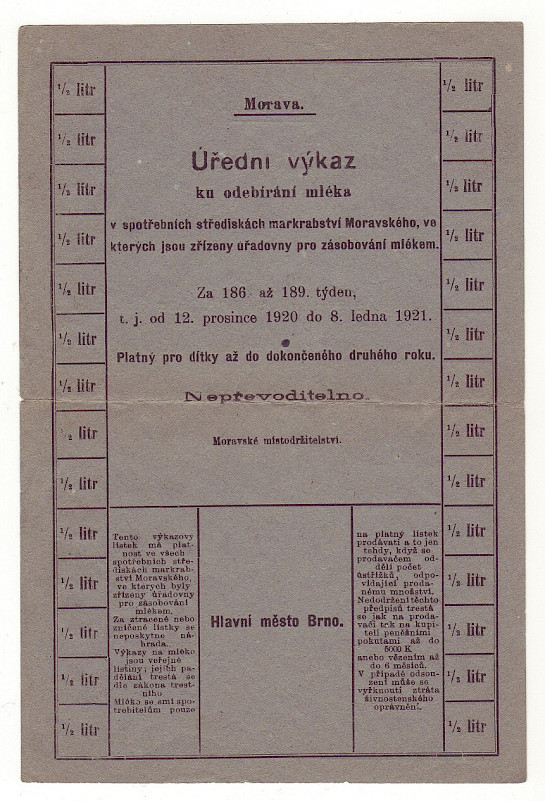 Morava.
Úřední výkaz
ku odebírání mléka
v spotřebních střediskách markrabství Moravského, ve
kterých jsou zřízeny úřadovny pro zásobování mlékem.
Za 186 až 189. týden,
t. j. od 12. prosince 1920 do 8. ledna 1921.
Platný pro dítky až do dokončeného druhého roku.
Nepřevoditelno.
Moravské místodržitelství.
½ litr
½ litr
½ litr
½ litr
½ litr
½ litr
½ litr
½ litr
½ litr
½ litr
½ litr
½ litr
½ litr
½ litr
Tento výkazový
lístek má plat-
nost ve všech
spotřebních stře-
diskách markrab-
ství Moravského,
ve kterých byly
zřízeny úřadovny
pro zásobování
mlékem.
Za ztracené nebo
zničené lístky se
neposkytne ná-
hrada.
Výkazy na mléko
jsou veřejné
listiny; jejich pa-
dělání trestá se
dle zákona trest-
ního
Mléko se smí spo-
třebitelům pouze
Hlavní město Brno.
na platný lístek
prodávati a to jen
tehdy, když se
prodavačem od-
dělí počet
ústřižků, odpo-
vídající proda-
nému množství.
Nedodržení těchto
předpisů trestá
se jak na proda-
vači tak na kupi-
teli peněžními
pokutami až do
5000 K
anebo vězením až
do 6 měsíců.
V případě odsou-
zení může se
vyřknouti ztráta
živnostenského
oprávnění.
½ litr
½ litr
½ litr
½ litr
½ litr
½ litr
½ litr
½ litr
½ litr
½ litr
½ litr
½ litr
½ litr
½ litr